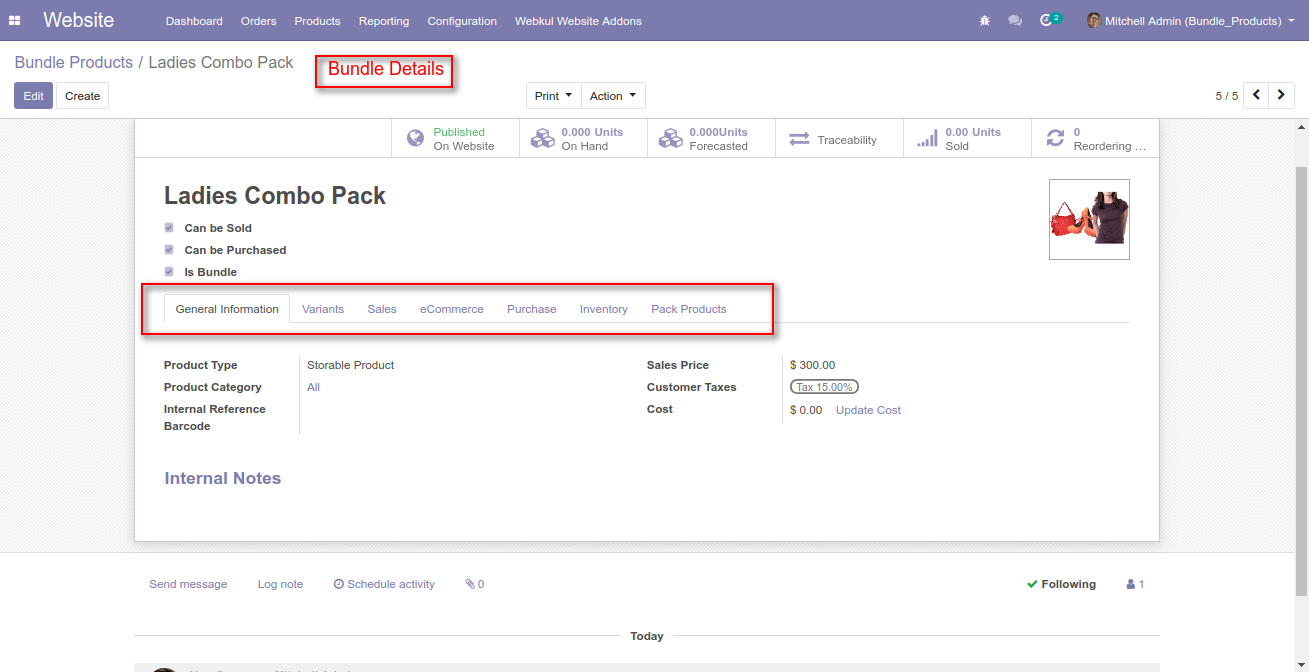 Website Dashboard Orders Products Reporting Configuration Webkul Website Addons 2 Mitchell Admin (Bundle_Products)
Bundle Products / Ladies Combo Pack
Bundle Details
Edit Create Print Action 5 / 5
Published
On Website
0.000 Units
On Hand
0.000Units
Forecasted
Traceability
0.00 Units
Sold
0
Reordering ...
Ladies Combo Pack
Can be Sold
Can be Purchased
Is Bundle
General Information Variants Sales eCommerce Purchase Inventory Pack Products
Product Type Storable Product
Product Category All
Internal Reference
Barcode
Sales Price $ 300.00
Customer Taxes Tax 15.00%
Cost $ 0.00 Update Cost
Internal Notes
Send message Log note Schedule activity 0 Following 1
Today